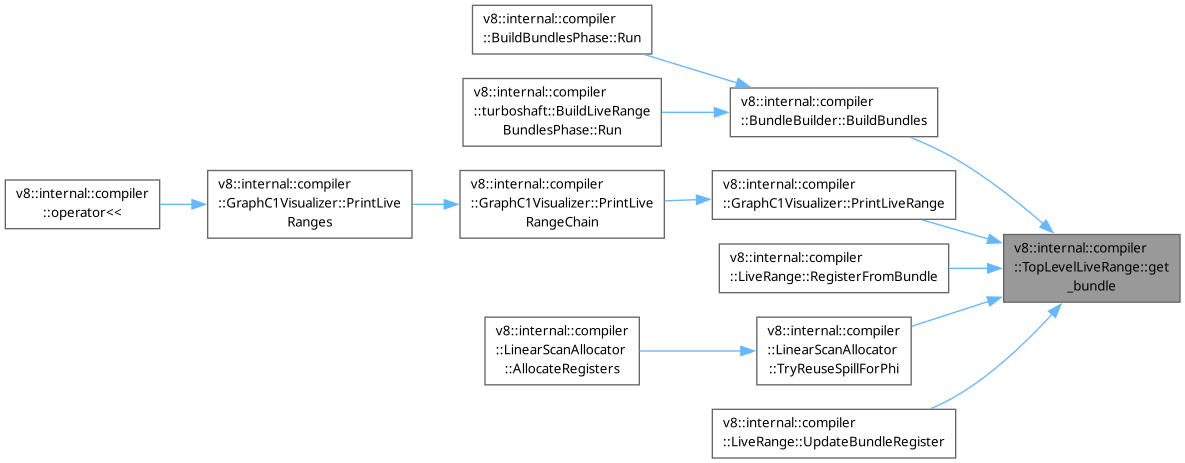 v8::internal::compiler
::BuildBundlesPhase::Run
v8::internal::compiler
::turboshaft::BuildLiveRange
BundlesPhase::Run
v8::internal::compiler
::BundleBuilder::BuildBundles
v8::internal::compiler
::operator<<
v8::internal::compiler
::GraphC1Visualizer::PrintLive
Ranges
v8::internal::compiler
::GraphC1Visualizer::PrintLive
RangeChain
v8::internal::compiler
::GraphC1Visualizer::PrintLiveRange
v8::internal::compiler
::TopLevelLiveRange::get
_bundle
v8::internal::compiler
::LiveRange::RegisterFromBundle
v8::internal::compiler
::LinearScanAllocator
::AllocateRegisters
v8::internal::compiler
::LinearScanAllocator
::TryReuseSpillForPhi
v8::internal::compiler
::LiveRange::UpdateBundleRegister